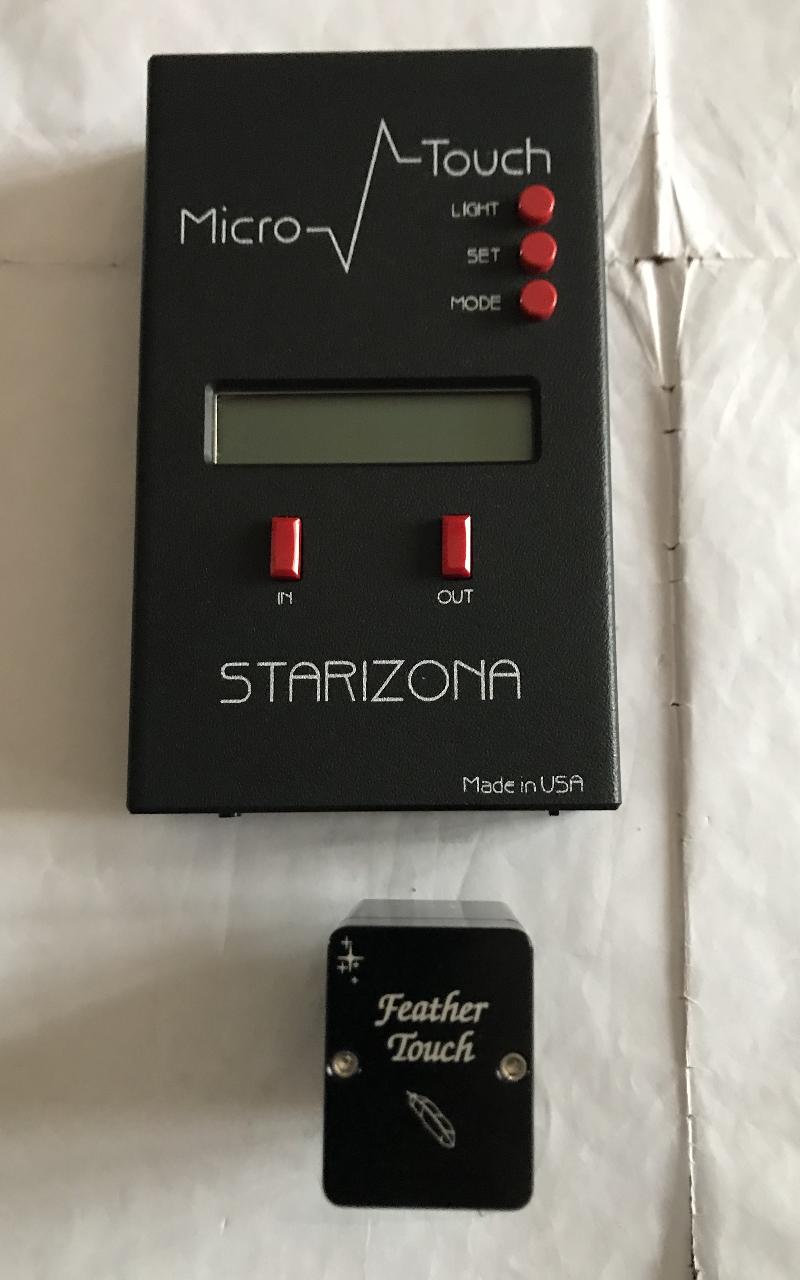 Micro Touch
LIGHT
SET
MODE
IN
OUT
STARIZONA
Made in USA
Feather
Touch